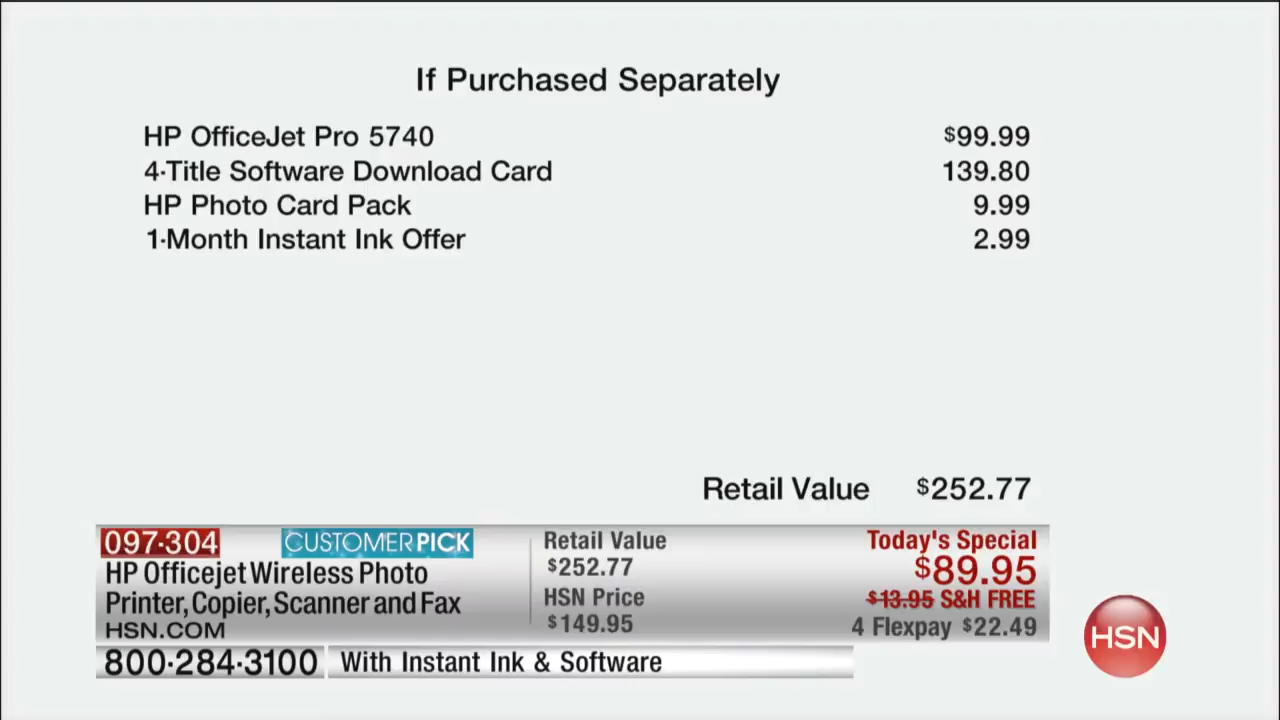 If Purchased Separately
HP OfficeJet Pro 5740 $99.99
4·Title Software Download Card 139.80
HP Photo Card Pack 9.99
1·Month Instant Ink Offer 2.99
Retail Value $252.77
097·304 CUSTOMERPICK
HP Officejet Wireless Photo
Printer, Copier, Scanner and Fax
HSN.COM
Retail Value
$252.77
HSN Price
$149.95
Today's Special
$89.95
$13.95 S&H FREE
4 Flexpay $22.49
800·284·3100 With Instant Ink & Software
HSN